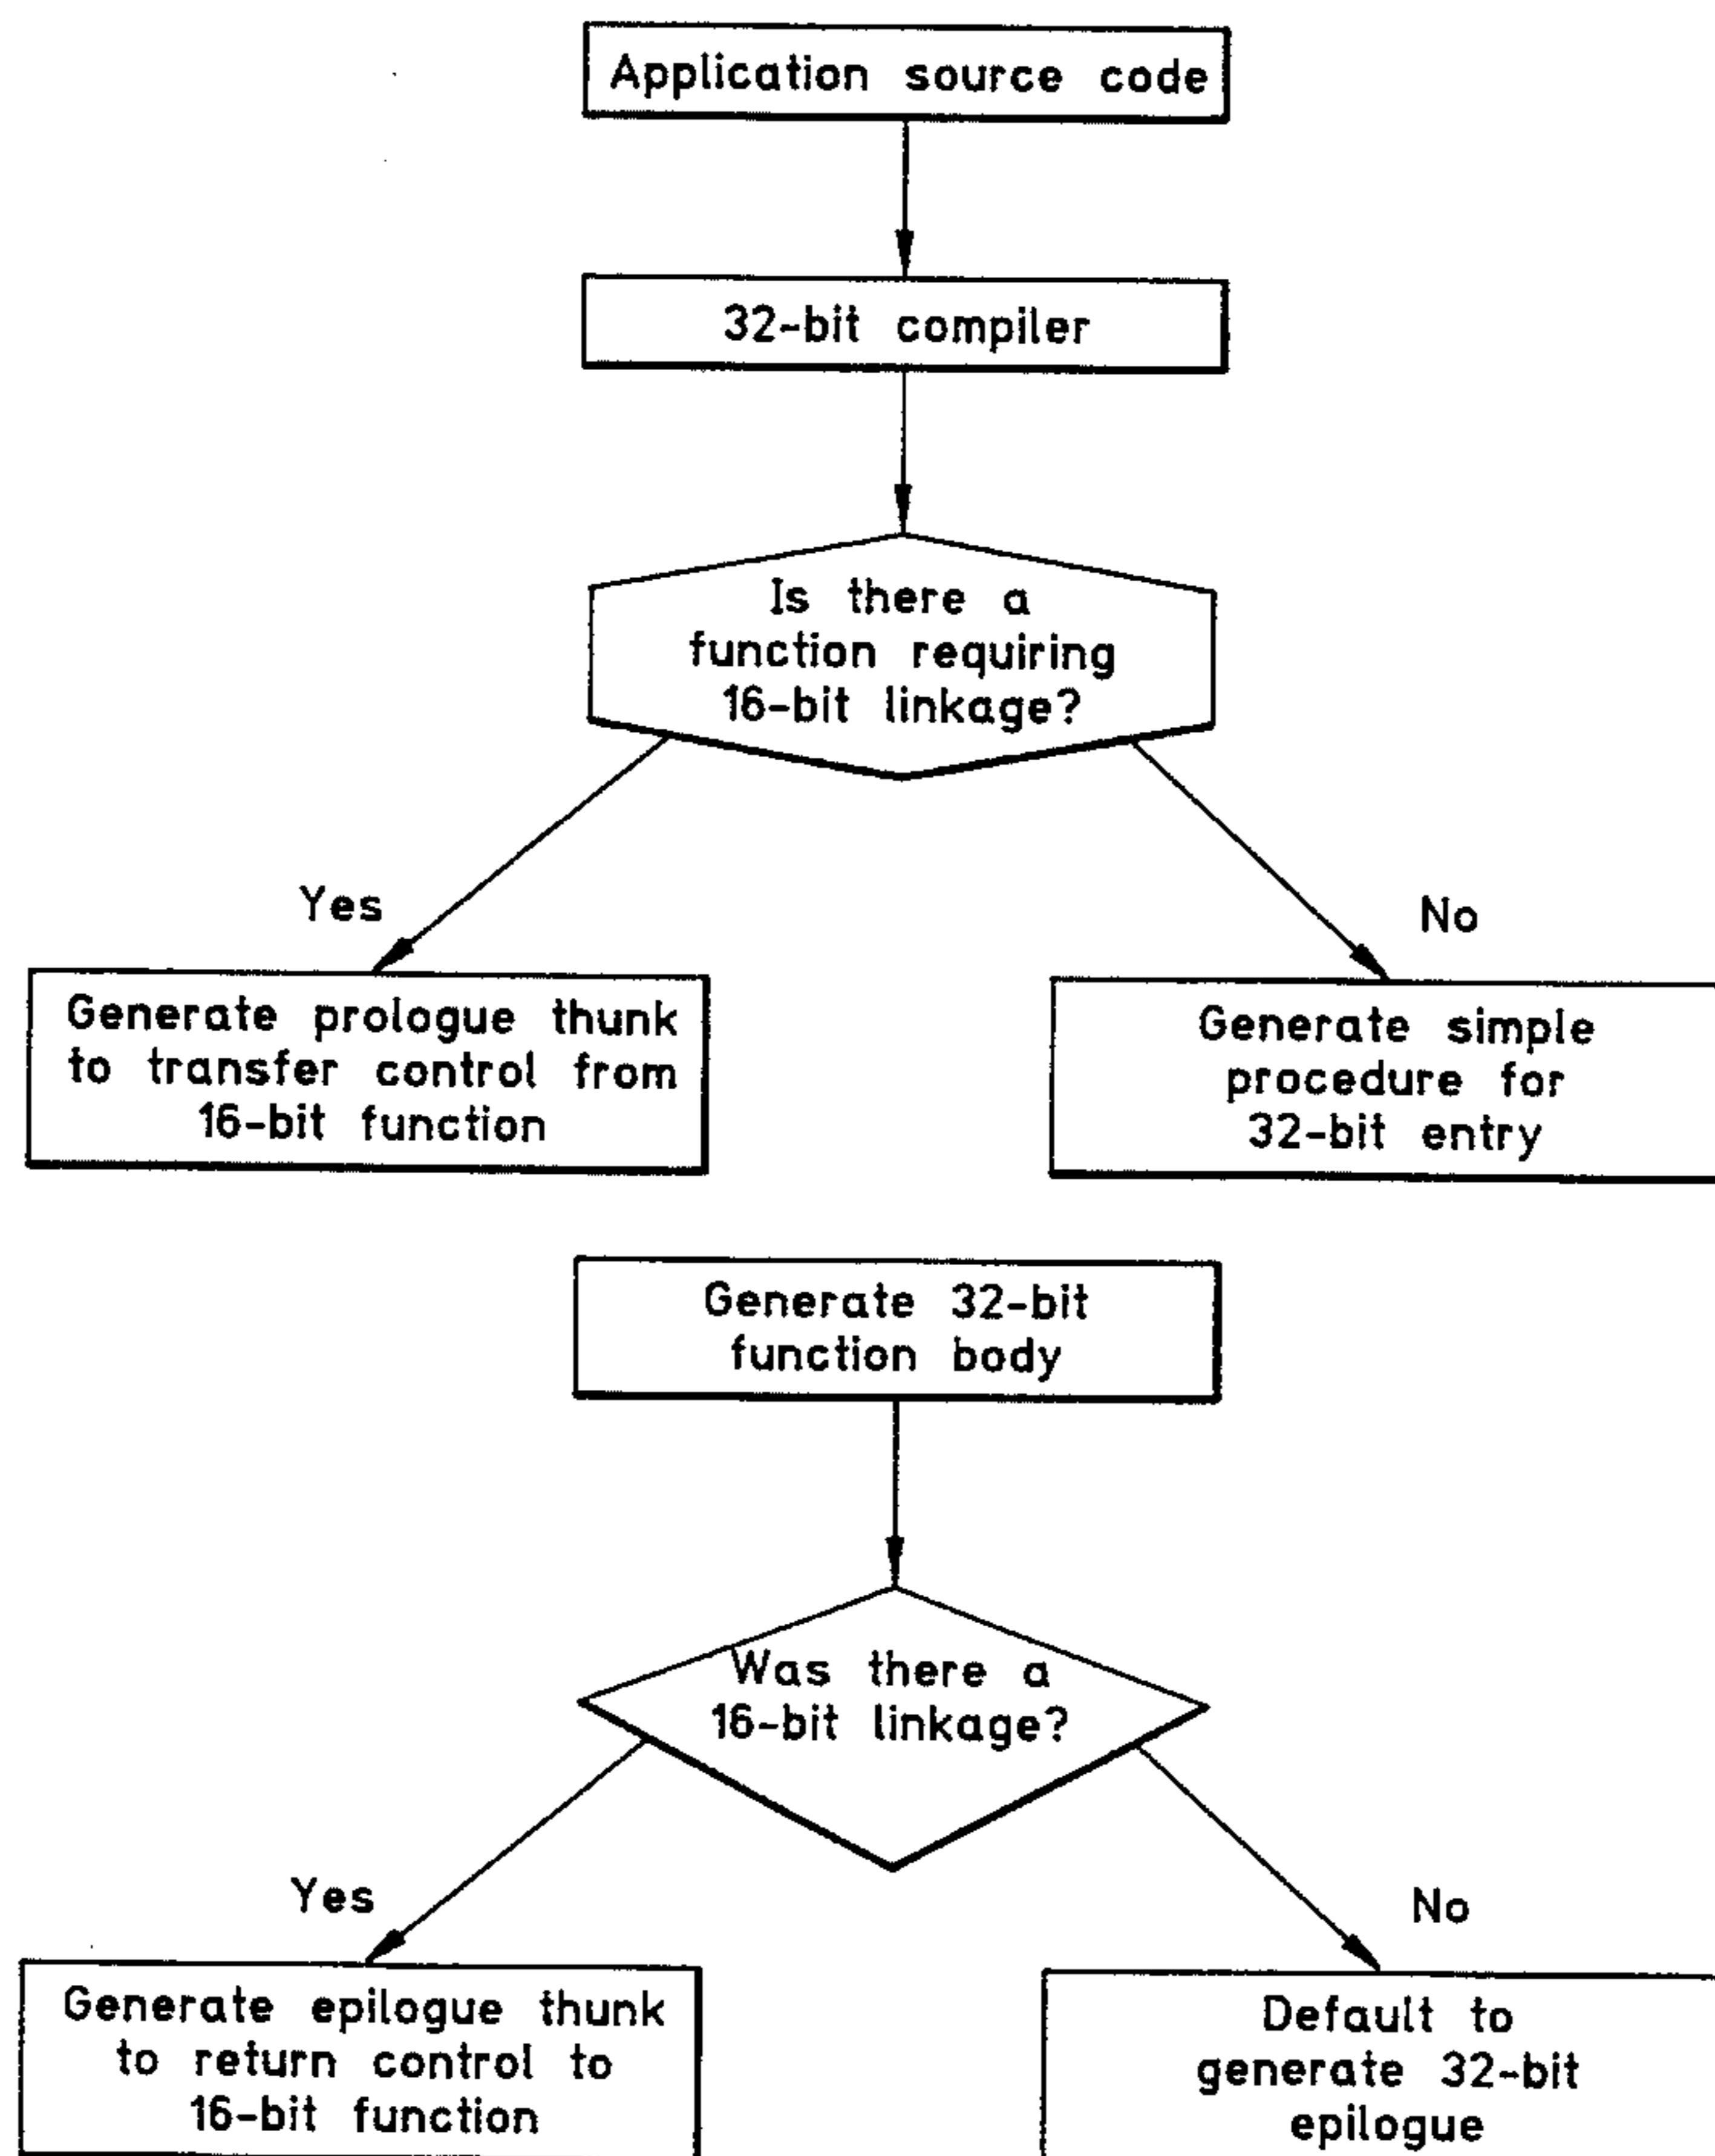 Application source code
32-bit compiler
Is there a
function requiring
16-bit linkage?
Yes
No
Generate prologue thunk
to transfer control from
16-bit function
Generate simple
procedure for
32-bit entry
Generate 32-bit
function body
Was there a
16-bit linkage?
Yes
No
Generate epilogue thunk
to return control to
16-bit function
Default to
generate 32-bit
epilogue